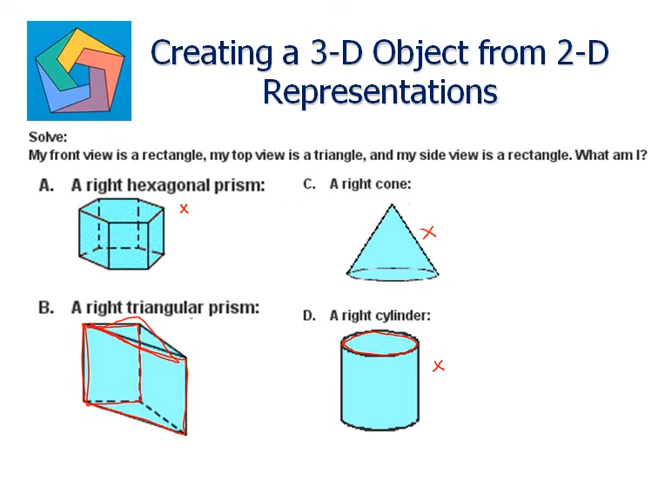 Creating a 3-D Object from 2-D
Representations
Solve:
My front view is a rectangle, my top view is a triangle, and my side view is a rectangle. What am I?
A. A right hexagonal prism:
x
B. A right triangular prism:
C. A right cone:
x
D. A right cylinder:
x